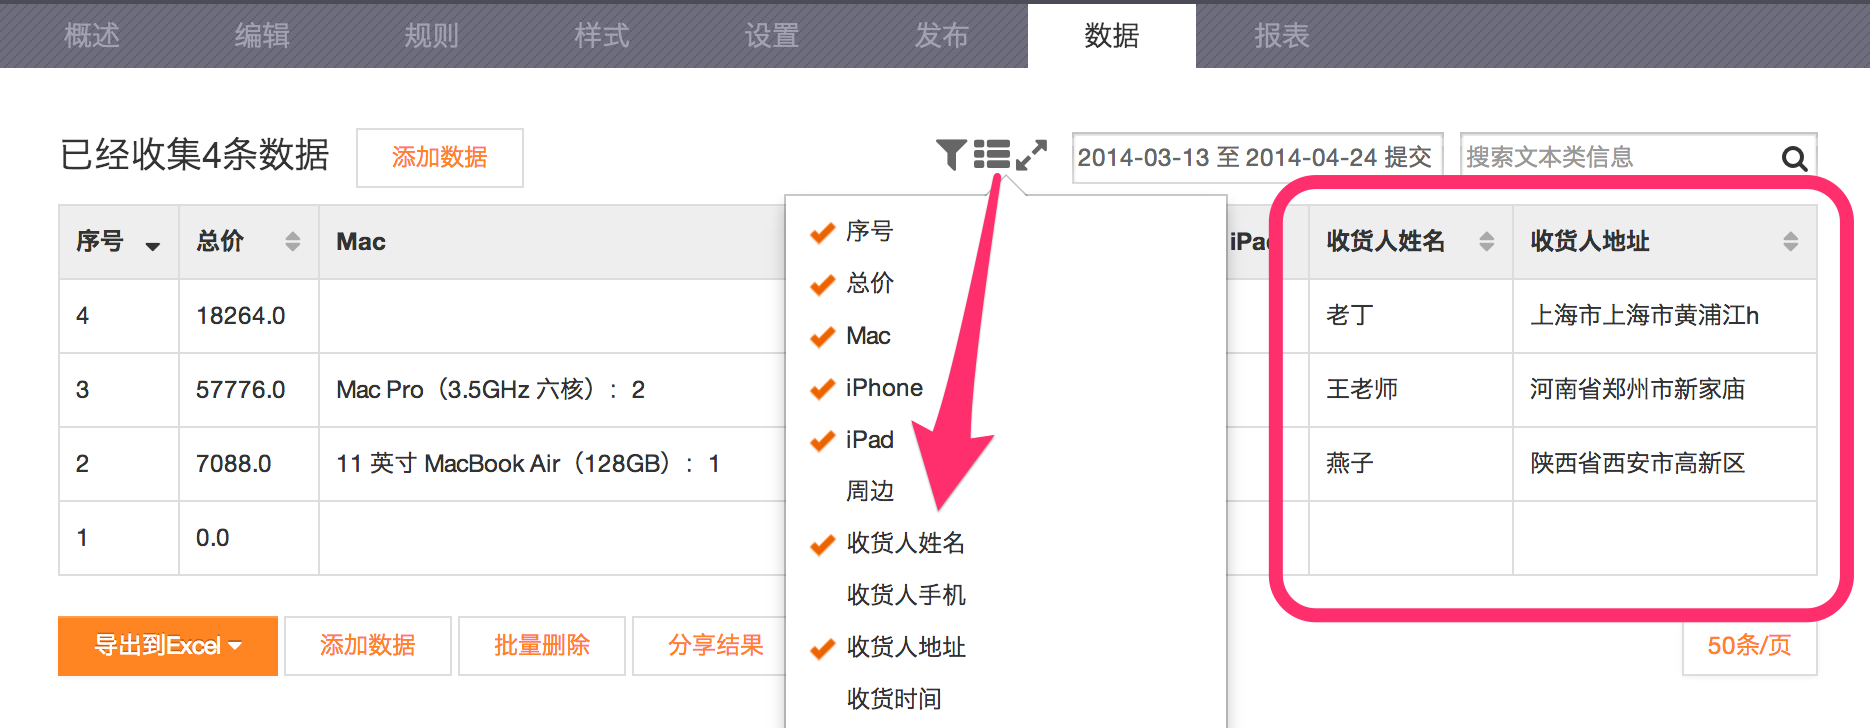 概述 编辑 规则 样式 设置 发布 数据 报表
已经收集4条数据 添加数据 2014-03-13 至 2014-04-24 提交 搜索文本类信息
序号 总价 Mac iPad 收货人姓名 收货人地址
4 18264.0 老丁 上海市上海市黄浦江h
3 57776.0 Mac Pro（3.5GHz 六核）：2 王老师 河南省郑州市新家庙
2 7088.0 11 英寸 MacBook Air（128GB）：1 燕子 陕西省西安市高新区
1 0.0
序号
总价
Mac
iPhone
iPad
周边
收货人姓名
收货人手机
收货人地址
收货时间
导出到Excel 添加数据 批量删除 分享结果 50条/页